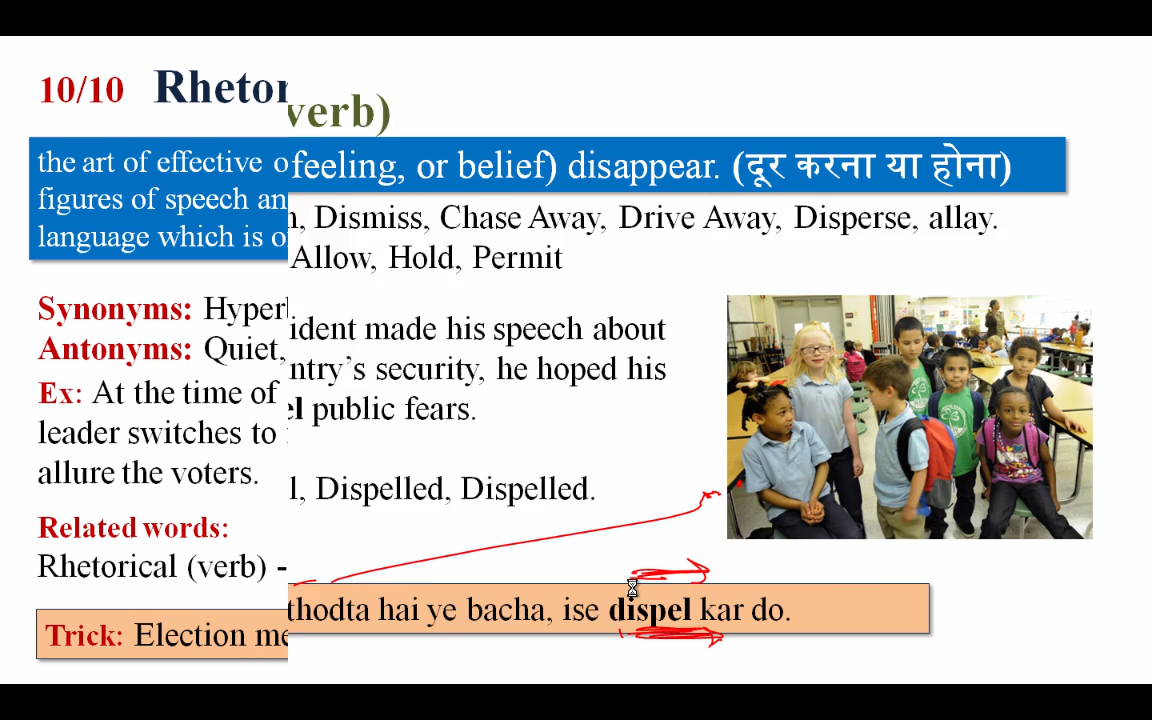 10/10 Rhetor
verb)
the art of effective o
figures of speech an
language which is o
feeling, or belief) disappear. (दूर करना या होना)
, Dismiss, Chase Away, Drive Away, Disperse, allay.
Allow, Hold, Permit
Synonyms: Hyper
Antonyms: Quiet,
Ex: At the time of
leader switches to
allure the voters.
ident made his speech about
ntry's security, he hoped his
el public fears.
l, Dispelled, Dispelled.
Related words:
Rhetorical (verb) -
Trick: Election me
thodta hai ye bacha, ise dispel kar do.